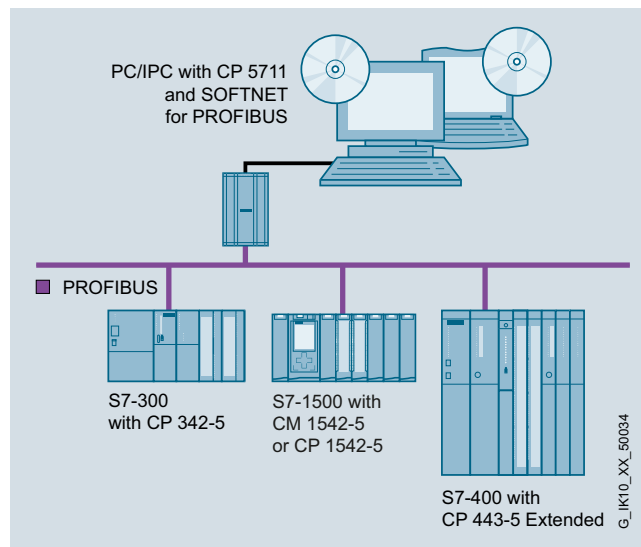 PC/IPC with CP 5711
and SOFTNET
for PROFIBUS
PROFIBUS
S7-300
with CP 342-5
S7-1500 with
CM 1542-5
or CP 1542-5
S7-400 with
CP 443-5 Extended
G_IK10_XX_50034